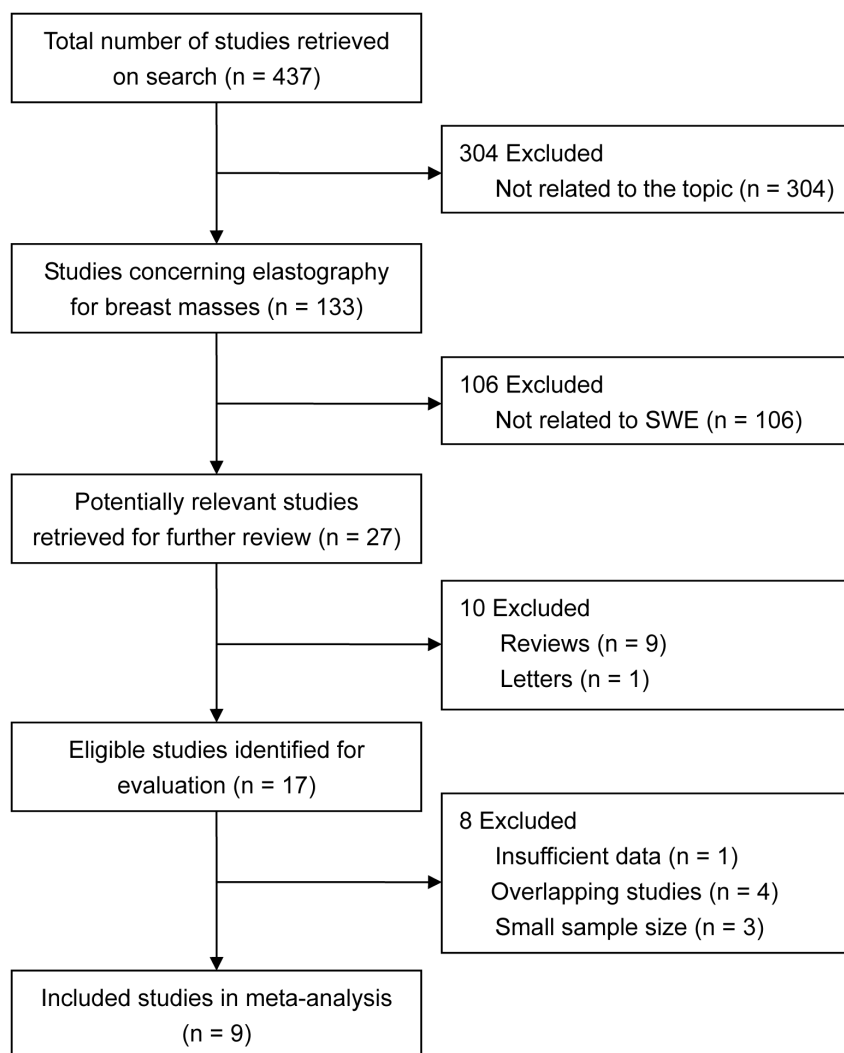 Total number of studies retrieved
on search (n = 437)
304 Excluded
Not related to the topic (n = 304)
Studies concerning elastography
for breast masses (n = 133)
106 Excluded
Not related to SWE (n = 106)
Potentially relevant studies
retrieved for further review (n = 27)
10 Excluded
Reviews (n = 9)
Letters (n = 1)
Eligible studies identified for
evaluation (n = 17)
8 Excluded
Insufficient data (n = 1)
Overlapping studies (n = 4)
Small sample size (n = 3)
Included studies in meta-analysis
(n = 9)